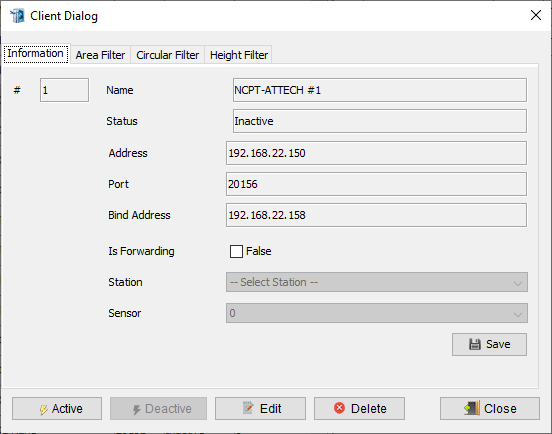 Client Dialog
Information Area Filter Circular Filter Height Filter
# 1 Name NCPT-ATTECH #1
Status Inactive
Address 192.168.22.150
Port 20156
Bind Address 192.168.22.158
Is Forwarding False
Station -- Select Station --
Sensor 0
Save
Active Deactive Edit Delete Close